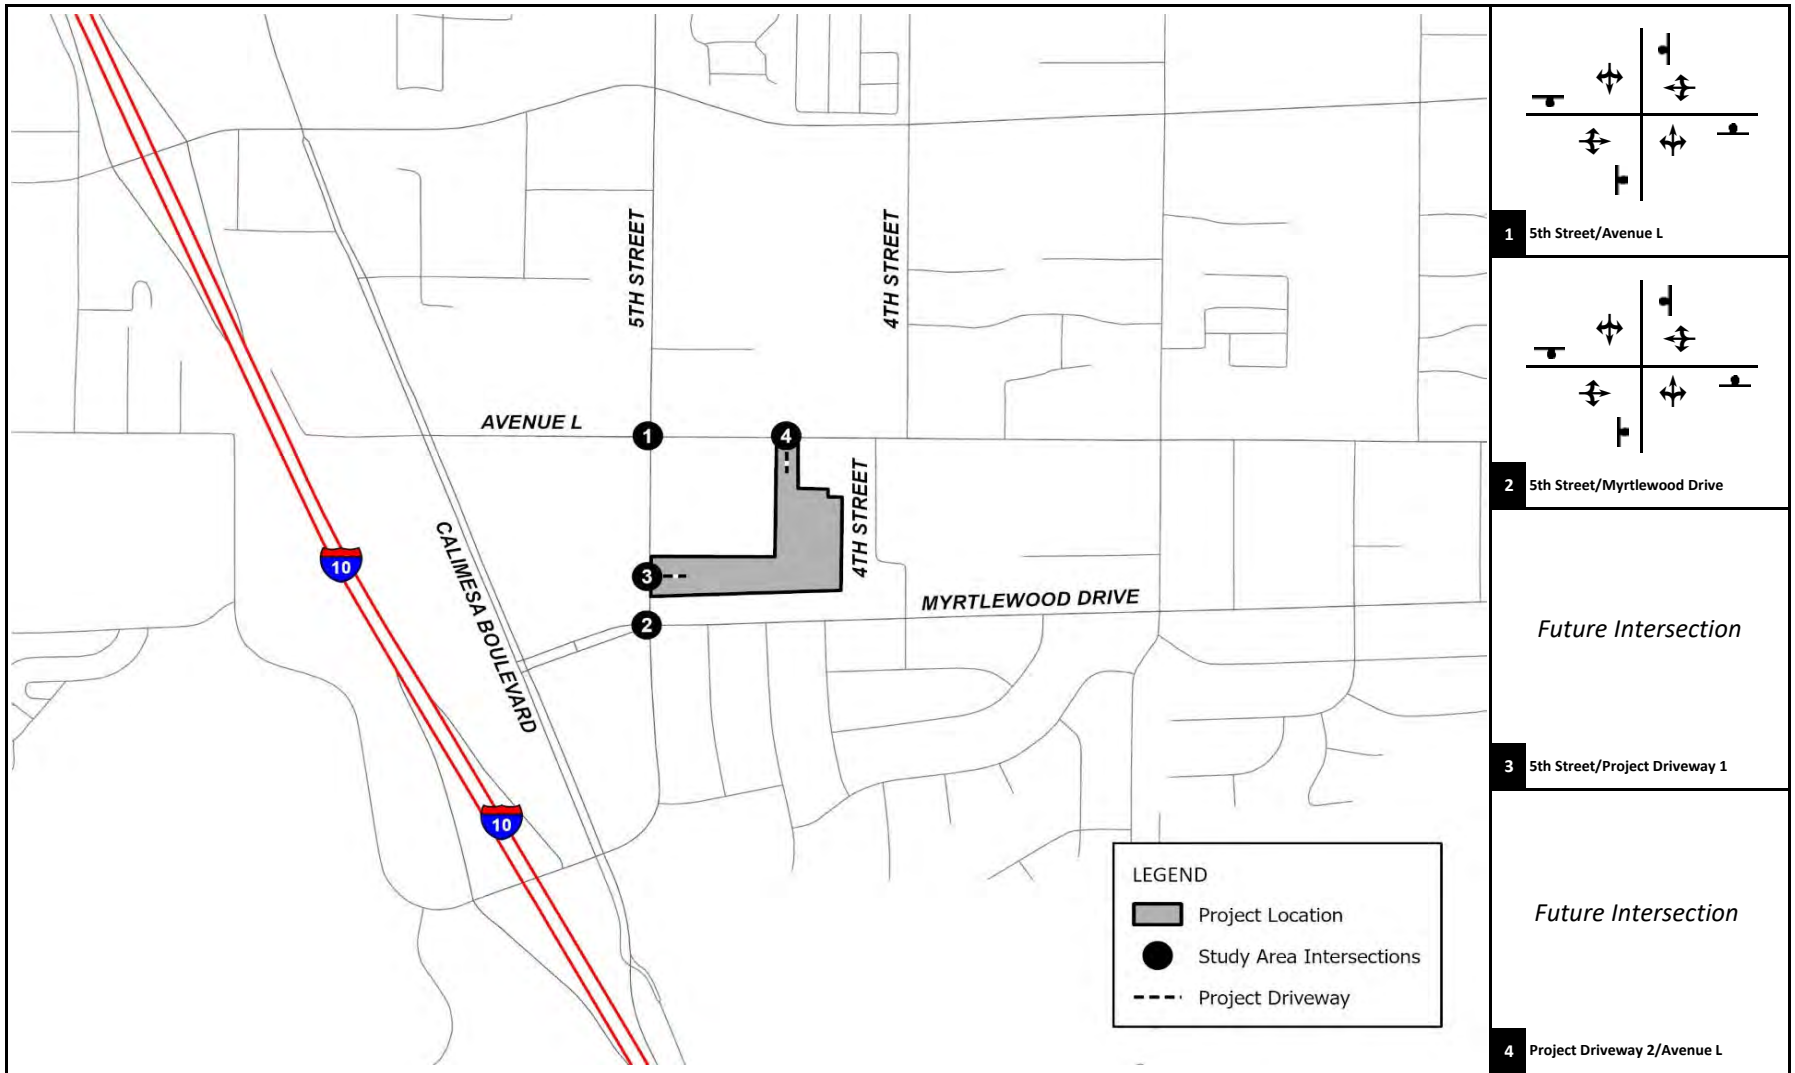 5TH STREET
4TH STREET
AVENUE L
1
4
4TH STREET
CALIMESA BOULEVARD
10
3
2
MYRTLEWOOD DRIVE
10
LEGEND
Project Location
Study Area Intersections
Project Driveway
1 5th Street/Avenue L
2 5th Street/Myrtlewood Drive
Future Intersection
3 5th Street/Project Driveway 1
Future Intersection
4 Project Driveway 2/Avenue L